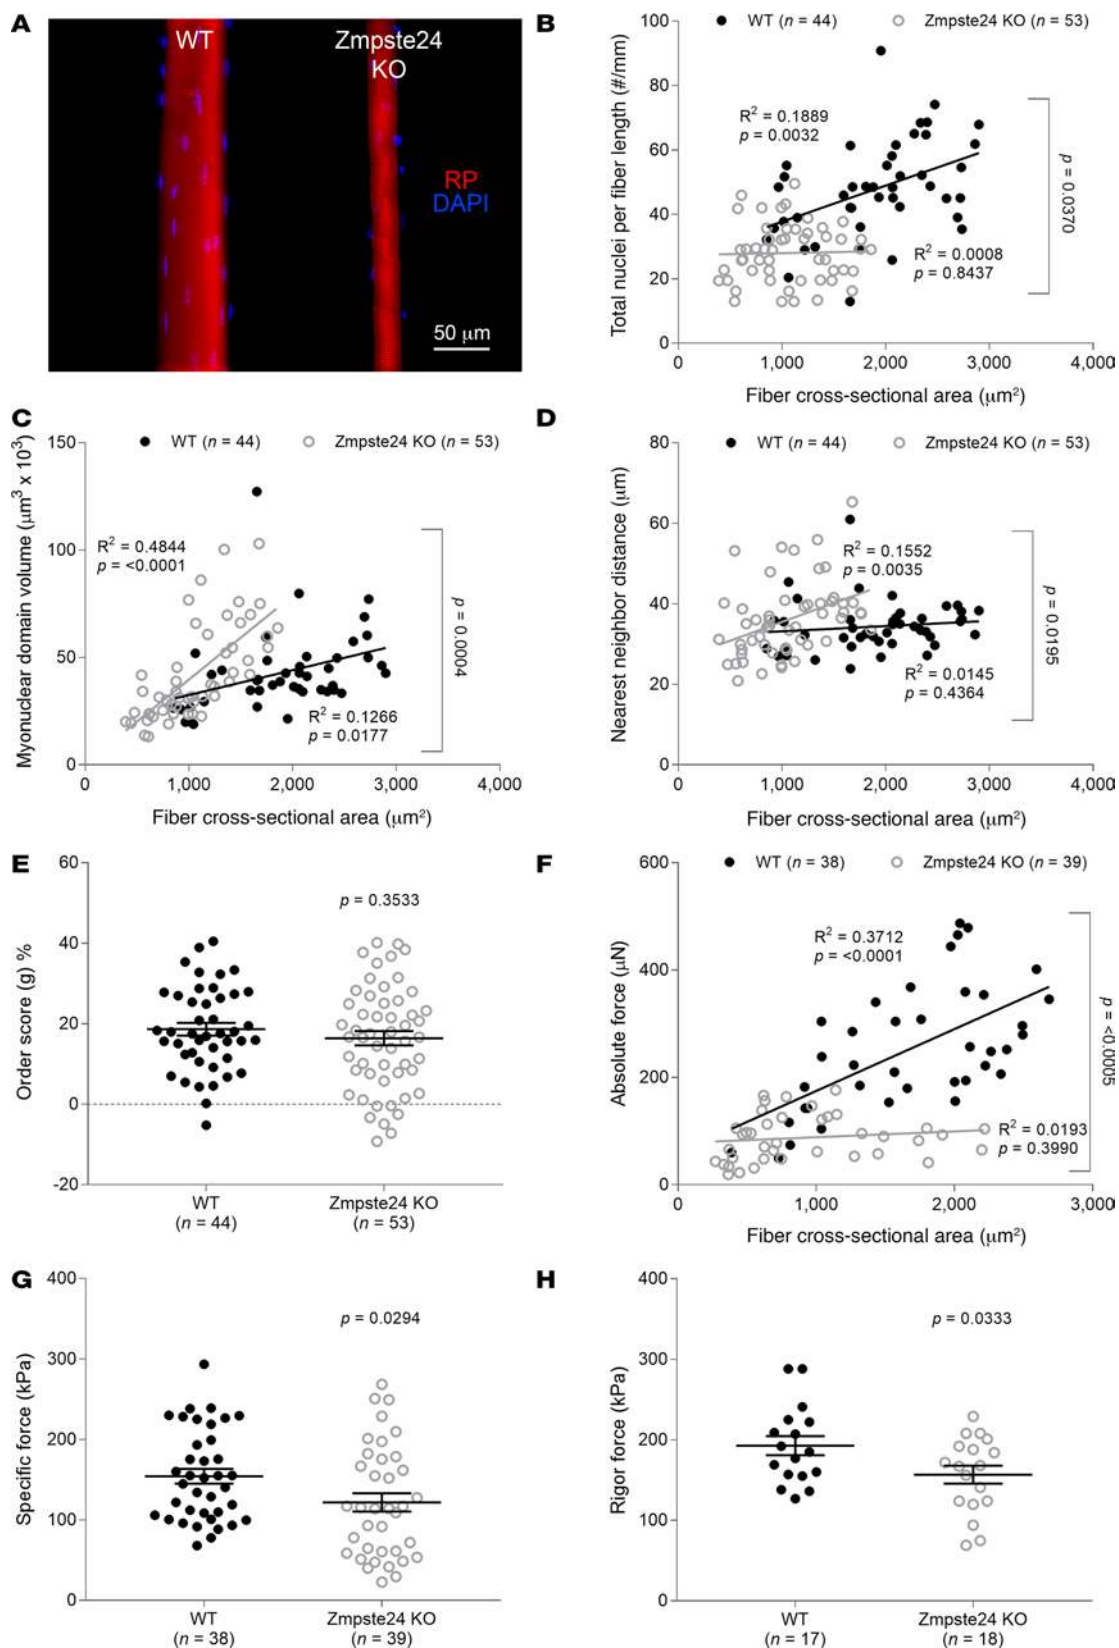 A
WT
Zmpste24
KO
RP
DAPI
50 μm
B
WT (n = 44)
Zmpste24 KO (n = 53)
Total nuclei per fiber length (#/mm)
100
80
60
40
20
0
R² = 0.1889
p = 0.0032
R² = 0.0008
p = 0.8437
p = 0.0370
0
1,000
2,000
3,000
4,000
Fiber cross-sectional area (μm²)
C
WT (n = 44)
Zmpste24 KO (n = 53)
Myonuclear domain volume (μm³ x 10³)
150
100
50
0
R² = 0.4844
p = <0.0001
R² = 0.1266
p = 0.0177
p = 0.0004
0
1,000
2,000
3,000
4,000
Fiber cross-sectional area (μm²)
D
WT (n = 44)
Zmpste24 KO (n = 53)
Nearest neighbor distance (μm)
80
60
40
20
0
R² = 0.1552
p = 0.0035
R² = 0.0145
p = 0.4364
p = 0.0195
0
1,000
2,000
3,000
4,000
Fiber cross-sectional area (μm²)
E
Order score (g) %
60
40
20
0
-20
p = 0.3533
WT
(n = 44)
Zmpste24 KO
(n = 53)
F
WT (n = 38)
Zmpste24 KO (n = 39)
Absolute force (μN)
600
400
200
0
R² = 0.3712
p = <0.0001
R² = 0.0193
p = 0.3990
p = <0.0005
0
1,000
2,000
3,000
Fiber cross-sectional area (μm²)
G
Specific force (kPa)
400
300
200
100
0
p = 0.0294
WT
(n = 38)
Zmpste24 KO
(n = 39)
H
Rigor force (kPa)
400
300
200
100
0
p = 0.0333
WT
(n = 17)
Zmpste24 KO
(n = 18)